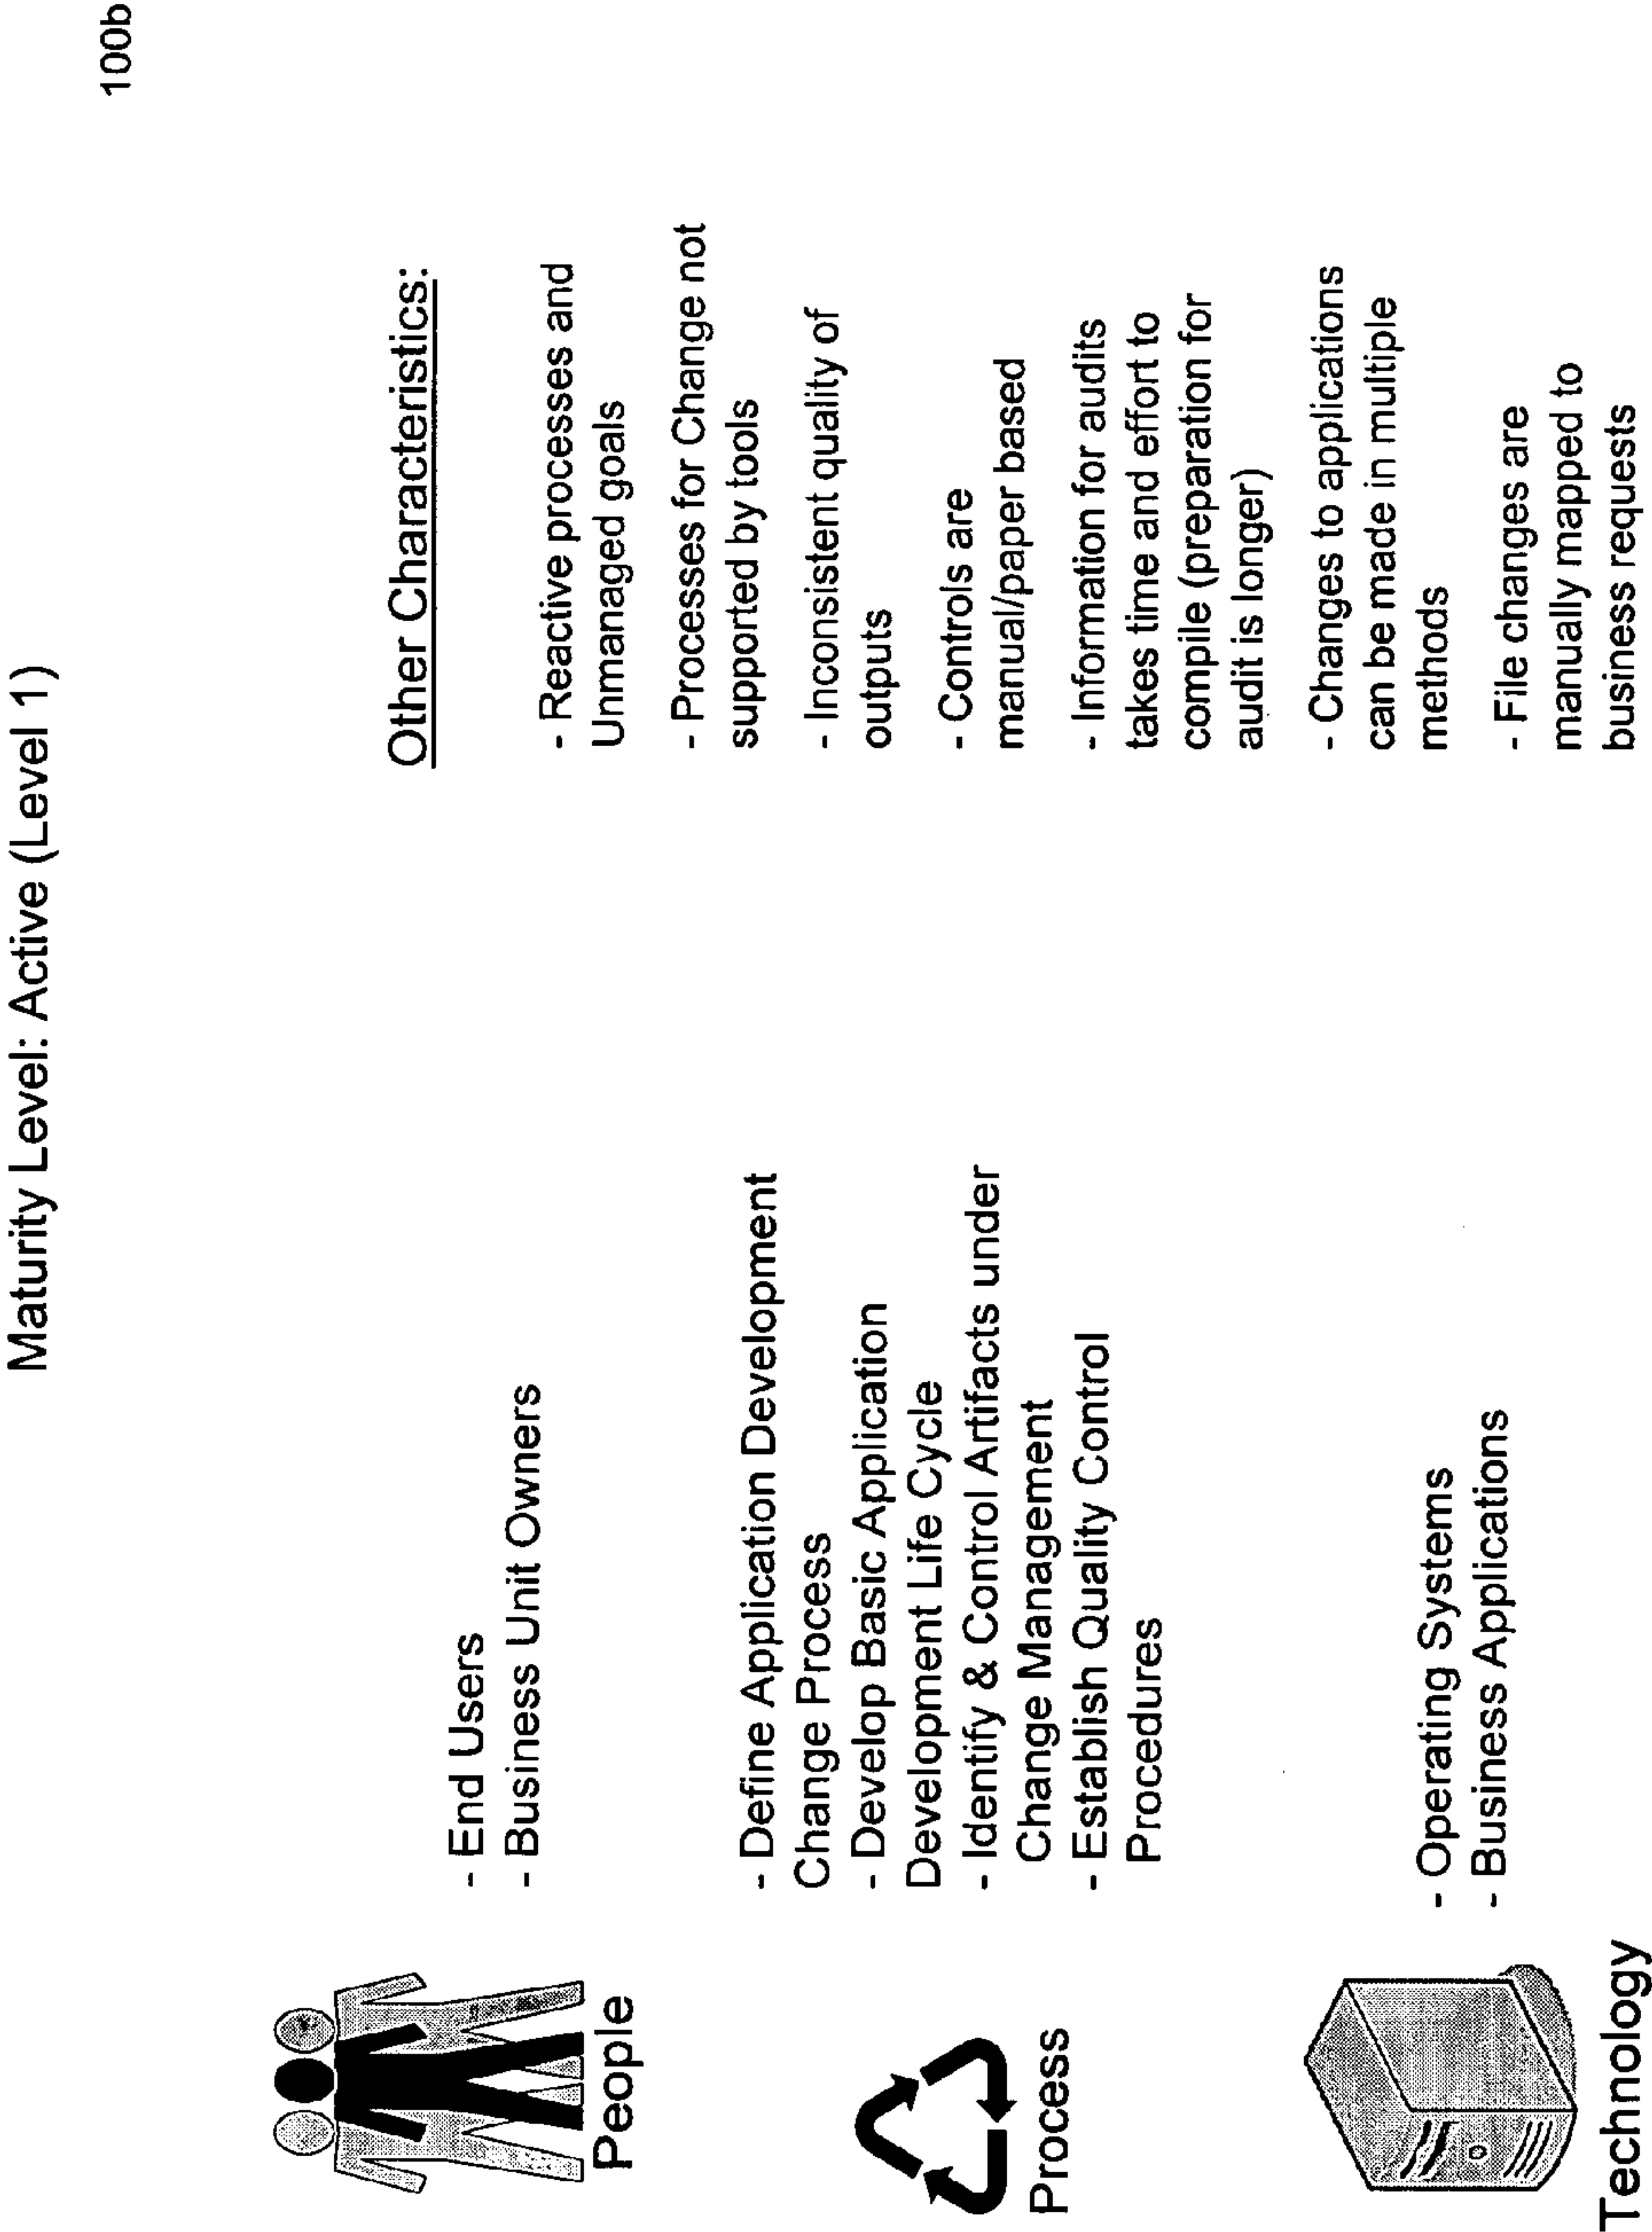 Maturity Level: Active (Level 1)
100b
People
- End Users
- Business Unit Owners
Process
- Define Application Development
Change Process
- Develop Basic Application
Development Life Cycle
- Identify & Control Artifacts under
Change Management
- Establish Quality Control
Procedures
Technology
- Operating Systems
- Business Applications
Other Characteristics:
- Reactive processes and
Unmanaged goals
- Processes for Change not
supported by tools
- Inconsistent quality of
outputs
- Controls are
manual/paper based
- Information for audits
takes time and effort to
compile (preparation for
audit is longer)
- Changes to applications
can be made in multiple
methods
- File changes are
manually mapped to
business requests